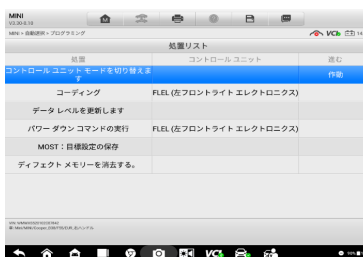 MINI
V5.30-8.10
MINI > 自動選択 > プログラミング
VCI
14
処置リスト
処置
コントロール ユニット
進む
コントロール ユニット モードを切り替えます
作動
コーディング
FLEL (左フロントライト エレクトロニクス)
データ レベルを更新します
パワー ダウン コマンドの実行
FLEL (左フロントライト エレクトロニクス)
MOST：目標設定の保存
ディフェクト メモリーを消去する。
VCI